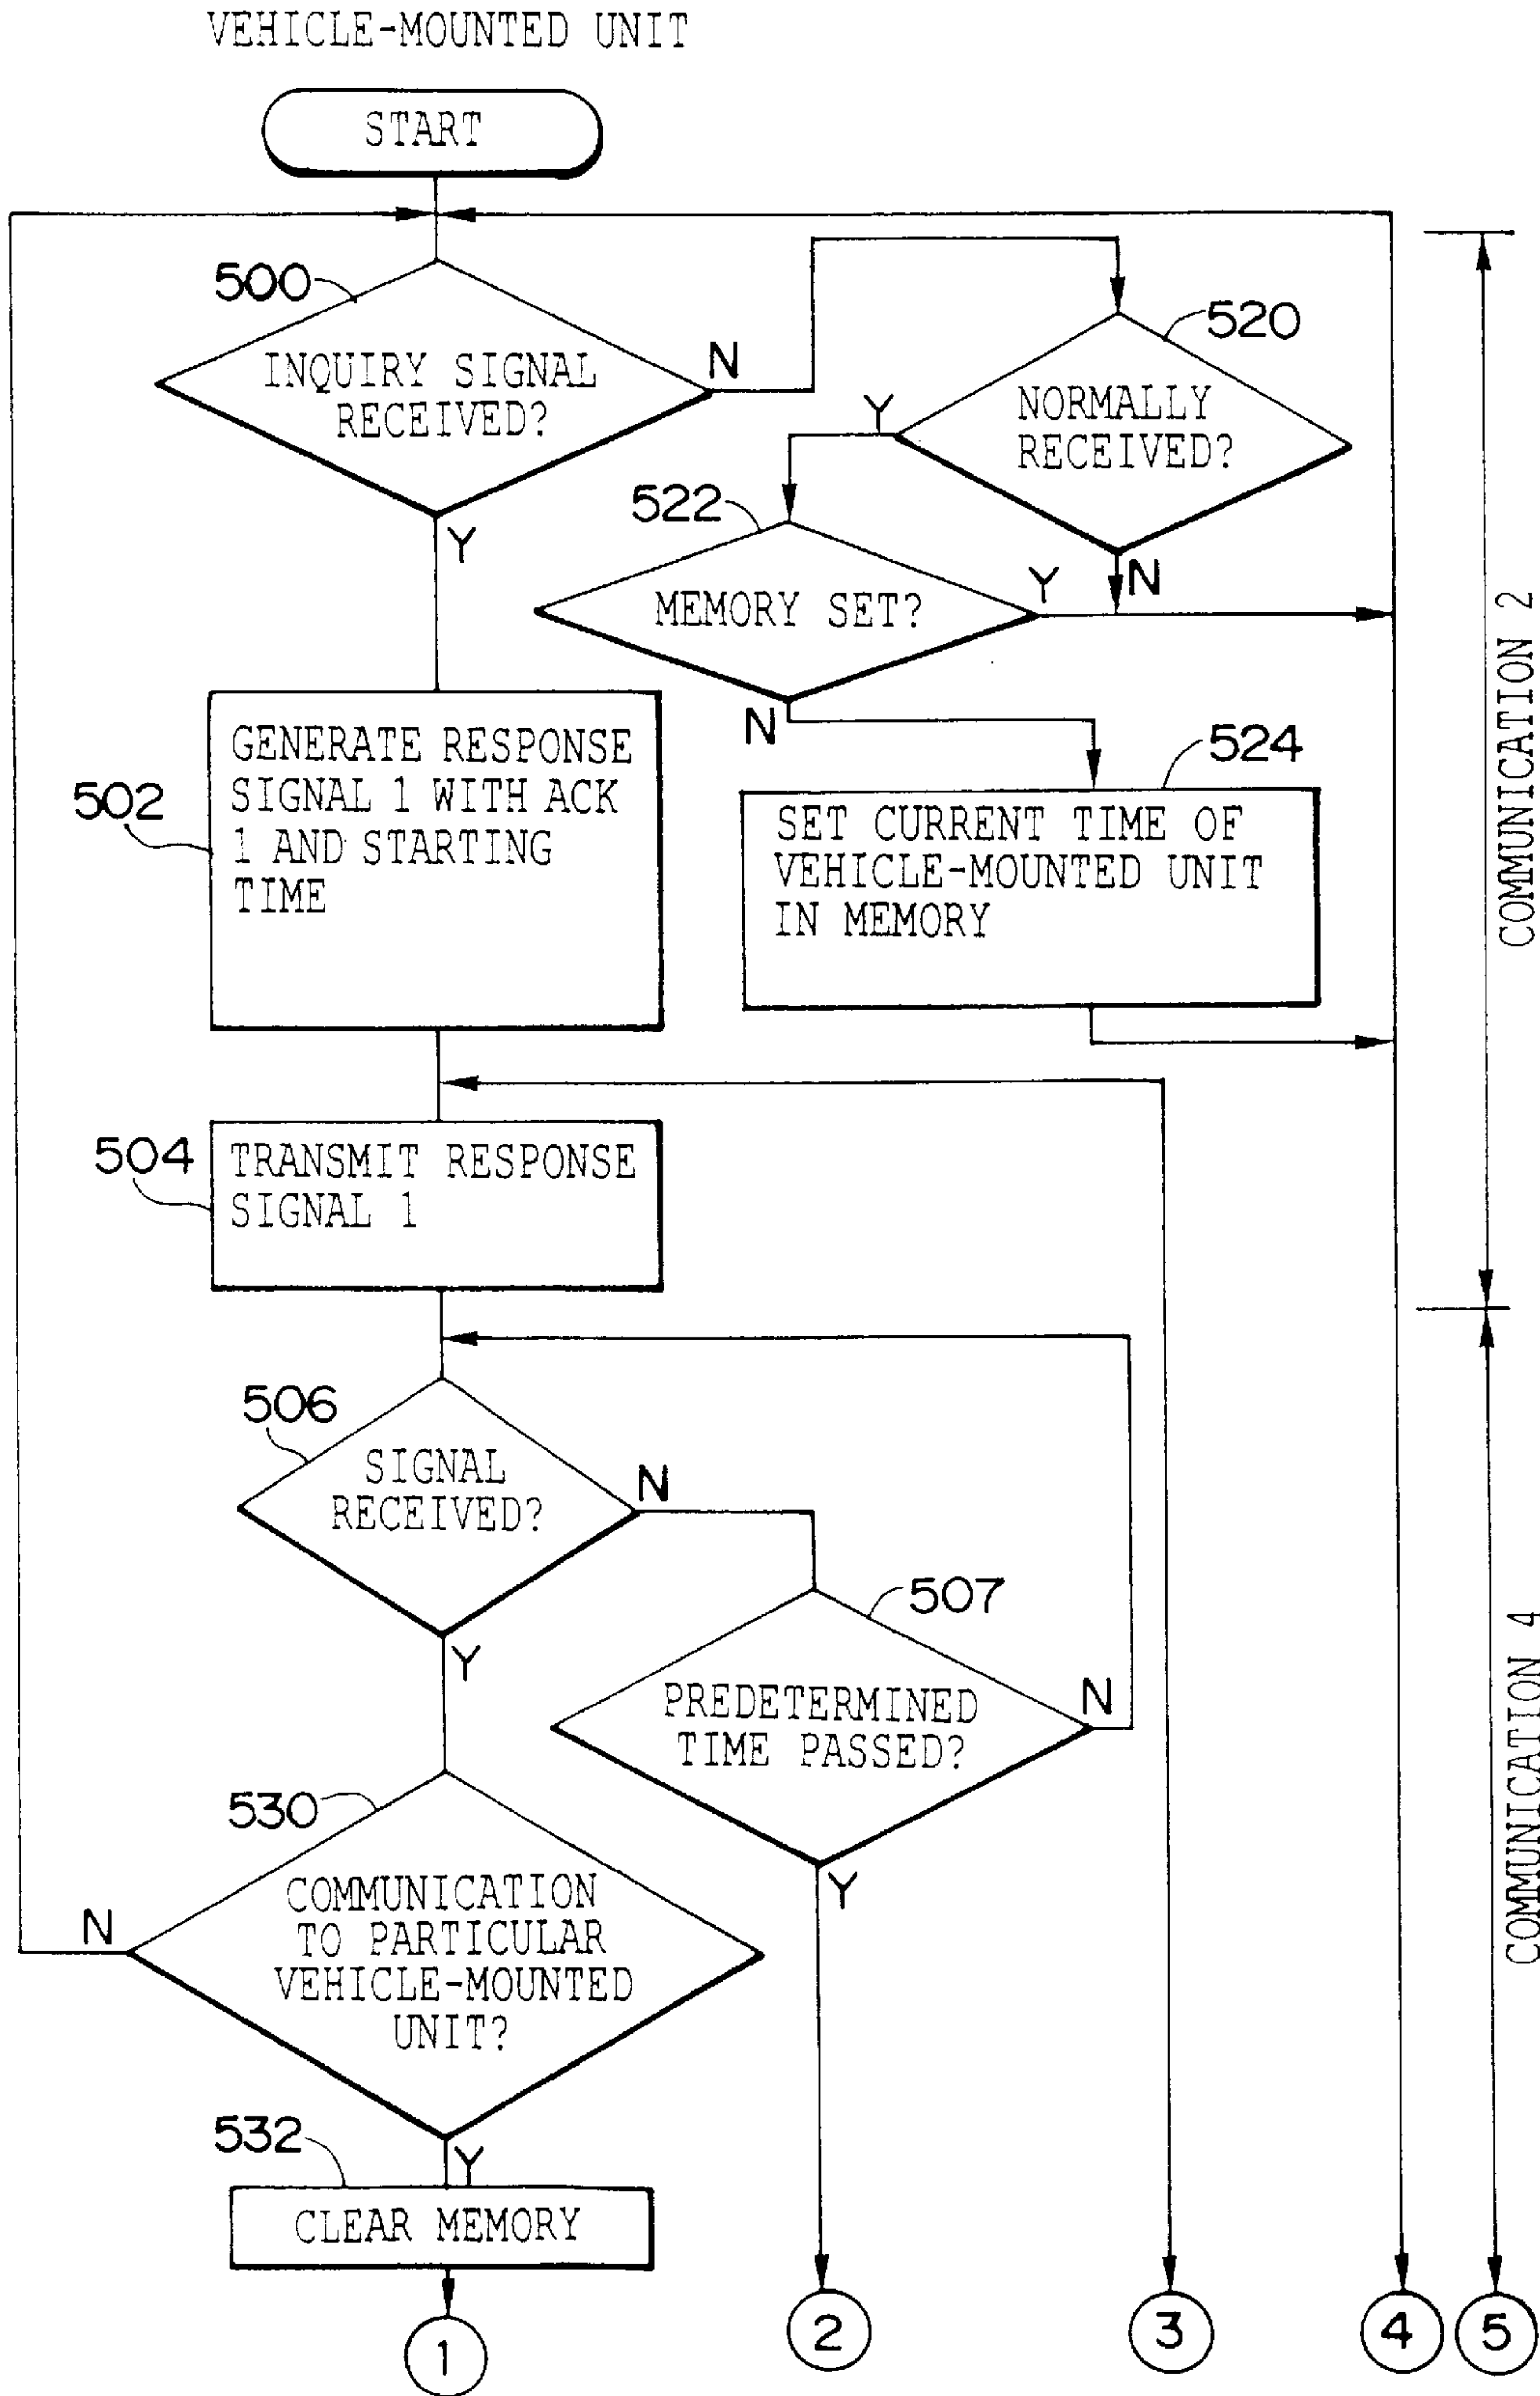 VEHICLE-MOUNTED UNIT
START
500
INQUIRY SIGNAL
RECEIVED?
N
Y
520
NORMALLY
RECEIVED?
Y
N
522
MEMORY SET?
Y
N
502
GENERATE RESPONSE
SIGNAL 1 WITH ACK
1 AND STARTING
TIME
524
SET CURRENT TIME OF
VEHICLE-MOUNTED UNIT
IN MEMORY
COMMUNICATION 2
504
TRANSMIT RESPONSE
SIGNAL 1
506
SIGNAL
RECEIVED?
N
Y
507
PREDETERMINED
TIME PASSED?
N
Y
COMMUNICATION 4
530
COMMUNICATION
TO PARTICULAR
VEHICLE-MOUNTED
UNIT?
N
Y
532
CLEAR MEMORY
1
2
3
4
5